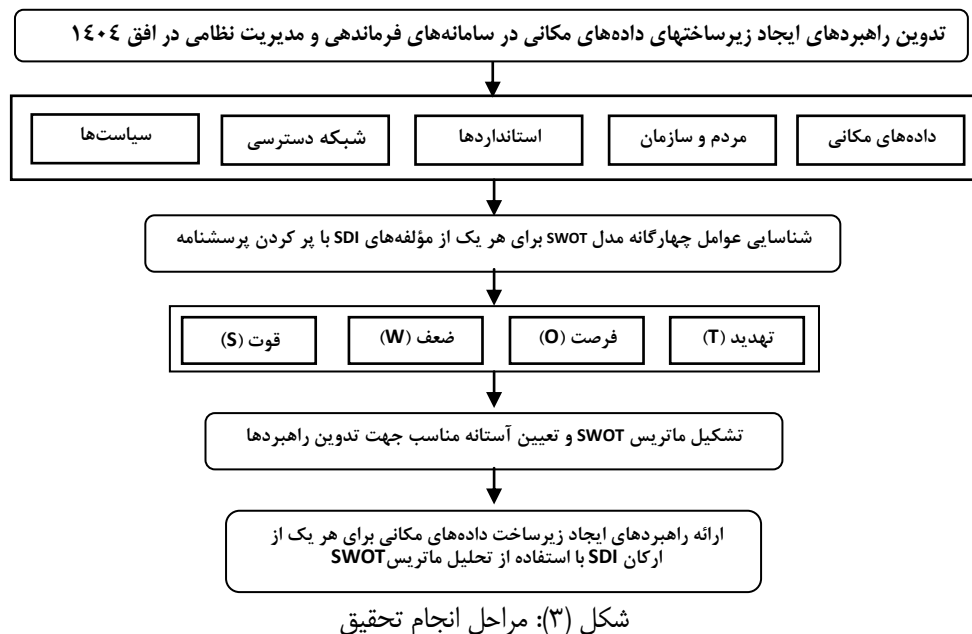 تدوین راهبردهای ایجاد زیرساختهای داده‌های مکانی در سامانه‌های فرماندهی و مدیریت نظامی در افق ۱٤۰٤
داده‌های مکانی
مردم و سازمان
استانداردها
شبکه دسترسی
سیاست‌ها
شناسایی عوامل چهارگانه مدل SWOT برای هر یک از مؤلفه‌های SDI با پر کردن پرسشنامه
تهدید (T)
فرصت (O)
ضعف (W)
قوت (S)
تشکیل ماتریس SWOT و تعیین آستانه مناسب جهت تدوین راهبردها
ارائه راهبردهای ایجاد زیرساخت داده‌های مکانی برای هر یک از
ارکان SDI با استفاده از تحلیل ماتریس SWOT
شکل (۳): مراحل انجام تحقیق